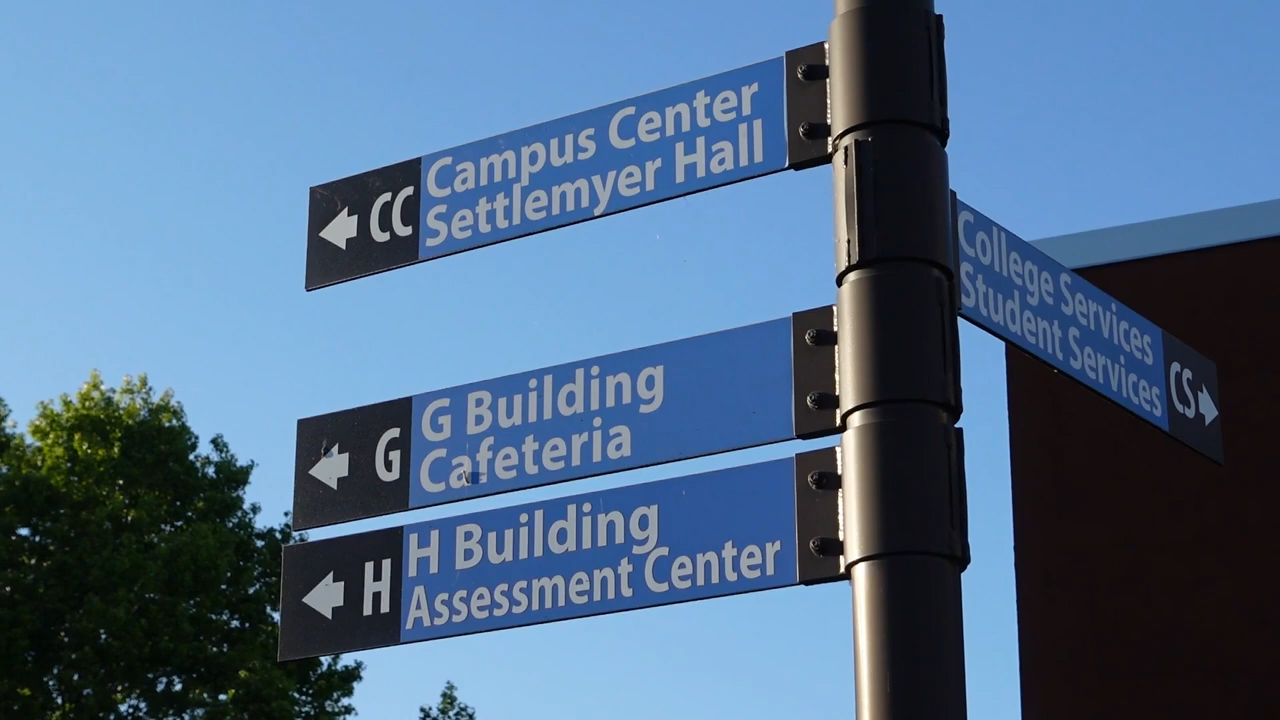 CC
Campus Center
Settlemyer Hall
College Services
Student Services
CS
G
G Building
Cafeteria
H
H Building
Assessment Center